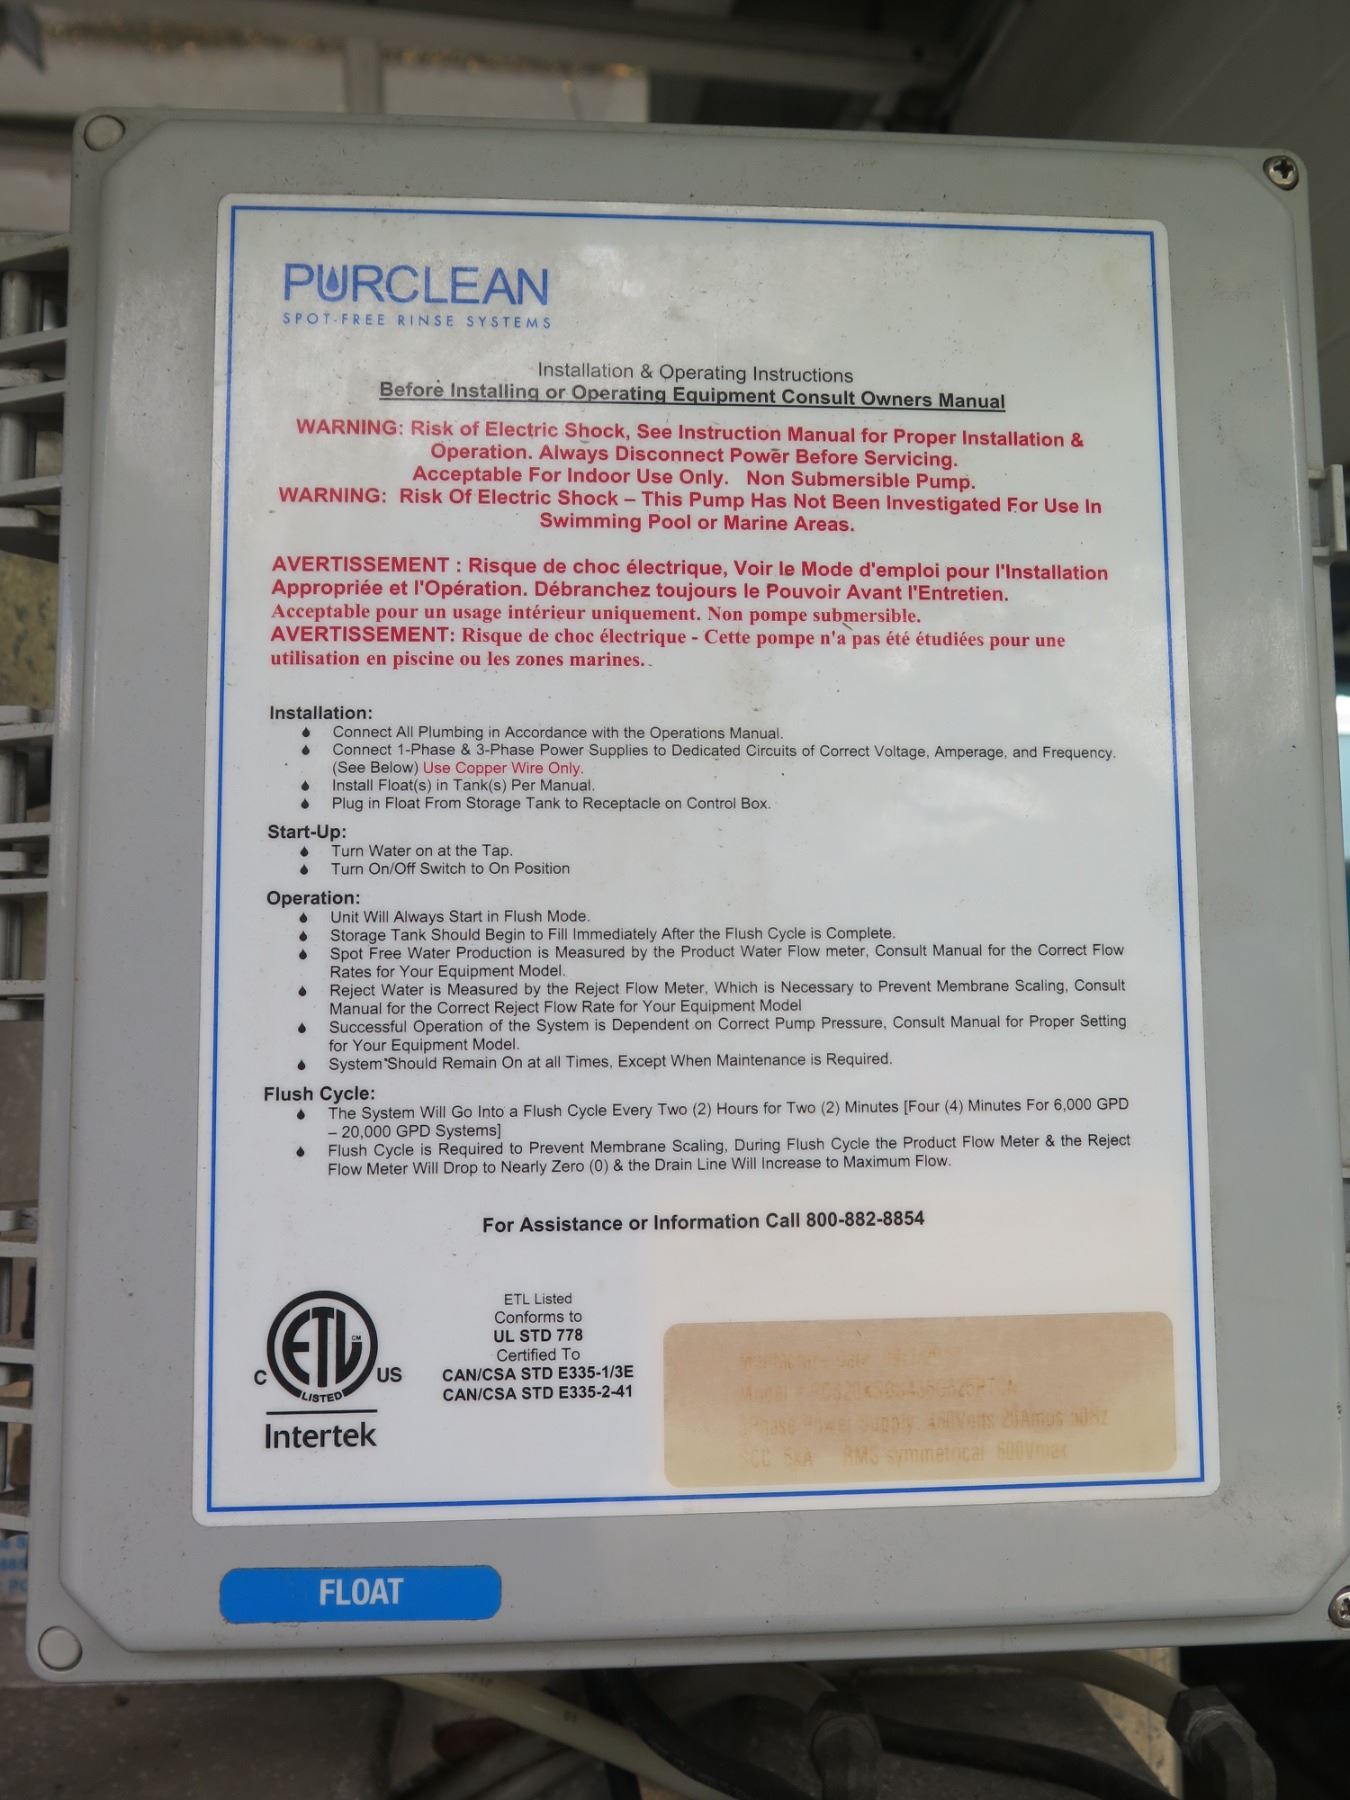 PURCLEAN
SPOT-FREE RINSE SYSTEMS
Installation & Operating Instructions
Before Installing or Operating Equipment Consult Owners Manual
WARNING: Risk of Electric Shock, See Instruction Manual for Proper Installation &
Operation. Always Disconnect Power Before Servicing.
Acceptable For Indoor Use Only. Non Submersible Pump.
WARNING: Risk Of Electric Shock – This Pump Has Not Been Investigated For Use In
Swimming Pool or Marine Areas.
AVERTISSEMENT : Risque de choc électrique, Voir le Mode d'emploi pour l'Installation
Appropriée et l'Opération. Débranchez toujours le Pouvoir Avant l'Entretien.
Acceptable pour un usage intérieur uniquement. Non pompe submersible.
AVERTISSEMENT: Risque de choc électrique - Cette pompe n'a pas été étudiées pour une
utilisation en piscine ou les zones marines.
Installation:
Connect All Plumbing in Accordance with the Operations Manual.
Connect 1-Phase & 3-Phase Power Supplies to Dedicated Circuits of Correct Voltage, Amperage, and Frequency.
(See Below) Use Copper Wire Only.
Install Float(s) in Tank(s) Per Manual.
Plug in Float From Storage Tank to Receptacle on Control Box.
Start-Up:
Turn Water on at the Tap.
Turn On/Off Switch to On Position
Operation:
Unit Will Always Start in Flush Mode.
Storage Tank Should Begin to Fill Immediately After the Flush Cycle is Complete.
Spot Free Water Production is Measured by the Product Water Flow meter, Consult Manual for the Correct Flow
Rates for Your Equipment Model.
Reject Water is Measured by the Reject Flow Meter, Which is Necessary to Prevent Membrane Scaling, Consult
Manual for the Correct Reject Flow Rate for Your Equipment Model
Successful Operation of the System is Dependent on Correct Pump Pressure, Consult Manual for Proper Setting
for Your Equipment Model.
System Should Remain On at all Times, Except When Maintenance is Required.
Flush Cycle:
The System Will Go Into a Flush Cycle Every Two (2) Hours for Two (2) Minutes [Four (4) Minutes For 6,000 GPD
– 20,000 GPD Systems]
Flush Cycle is Required to Prevent Membrane Scaling, During Flush Cycle the Product Flow Meter & the Reject
Flow Meter Will Drop to Nearly Zero (0) & the Drain Line Will Increase to Maximum Flow.
For Assistance or Information Call 800-882-8854
ETL CM
LISTED
C US
Intertek
ETL Listed
Conforms to
UL STD 778
Certified To
CAN/CSA STD E335-1/3E
CAN/CSA STD E335-2-41
Date
Model #
Phase Power Supply
RMS symmetrical 600Vmax
FLOAT